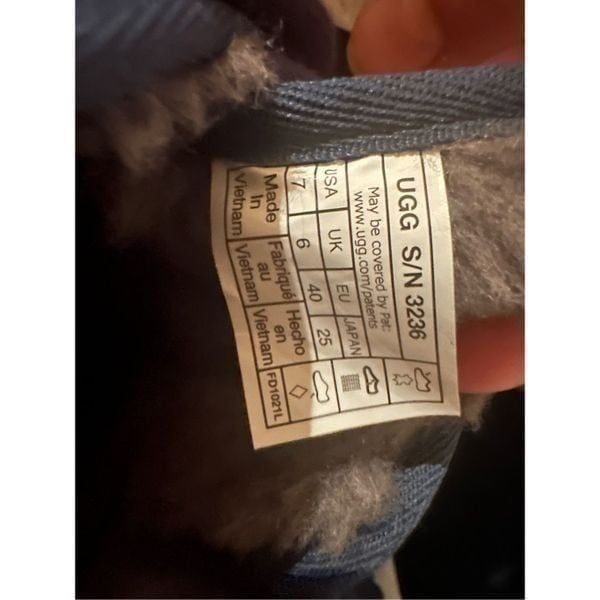 UGG S/N 3236
May be covered by Pat:
www.ugg.com/patents
USA UK EU JAPAN
7 6 40 25
Made in Vietnam
Fabriqué au Vietnam
Hecho en Vietnam
FD1021L